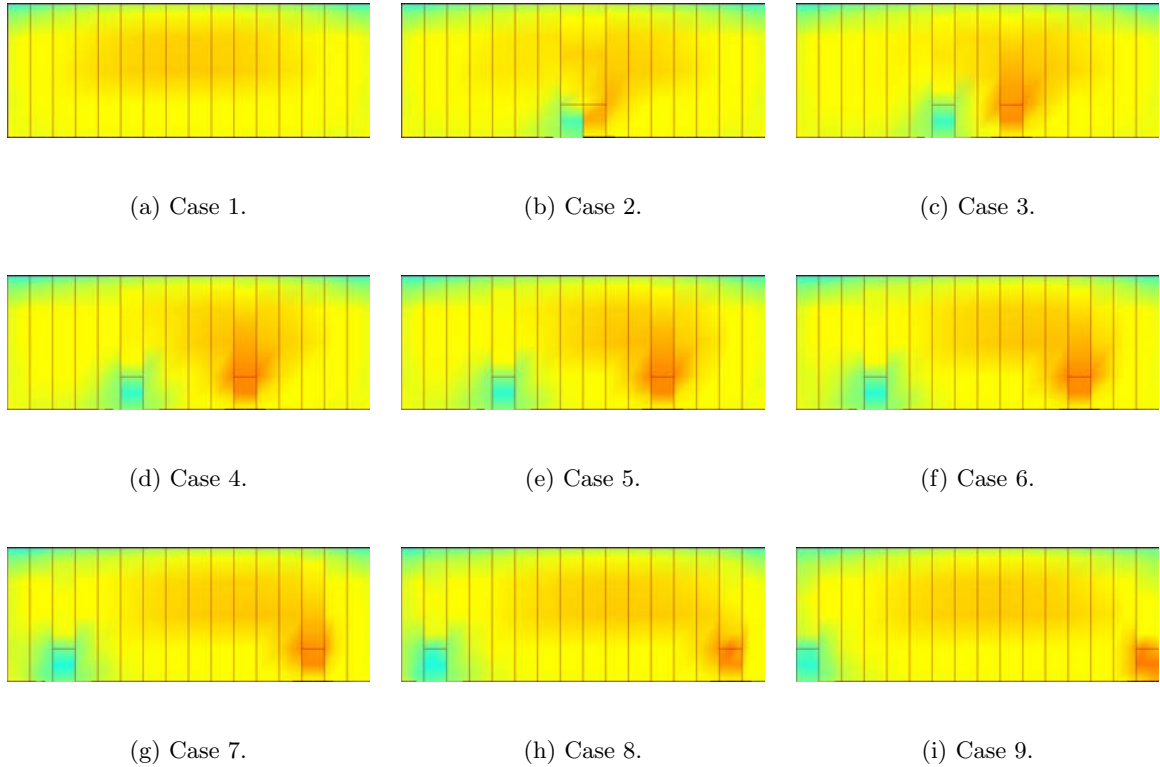 (a) Case 1.
(b) Case 2.
(c) Case 3.
(d) Case 4.
(e) Case 5.
(f) Case 6.
(g) Case 7.
(h) Case 8.
(i) Case 9.